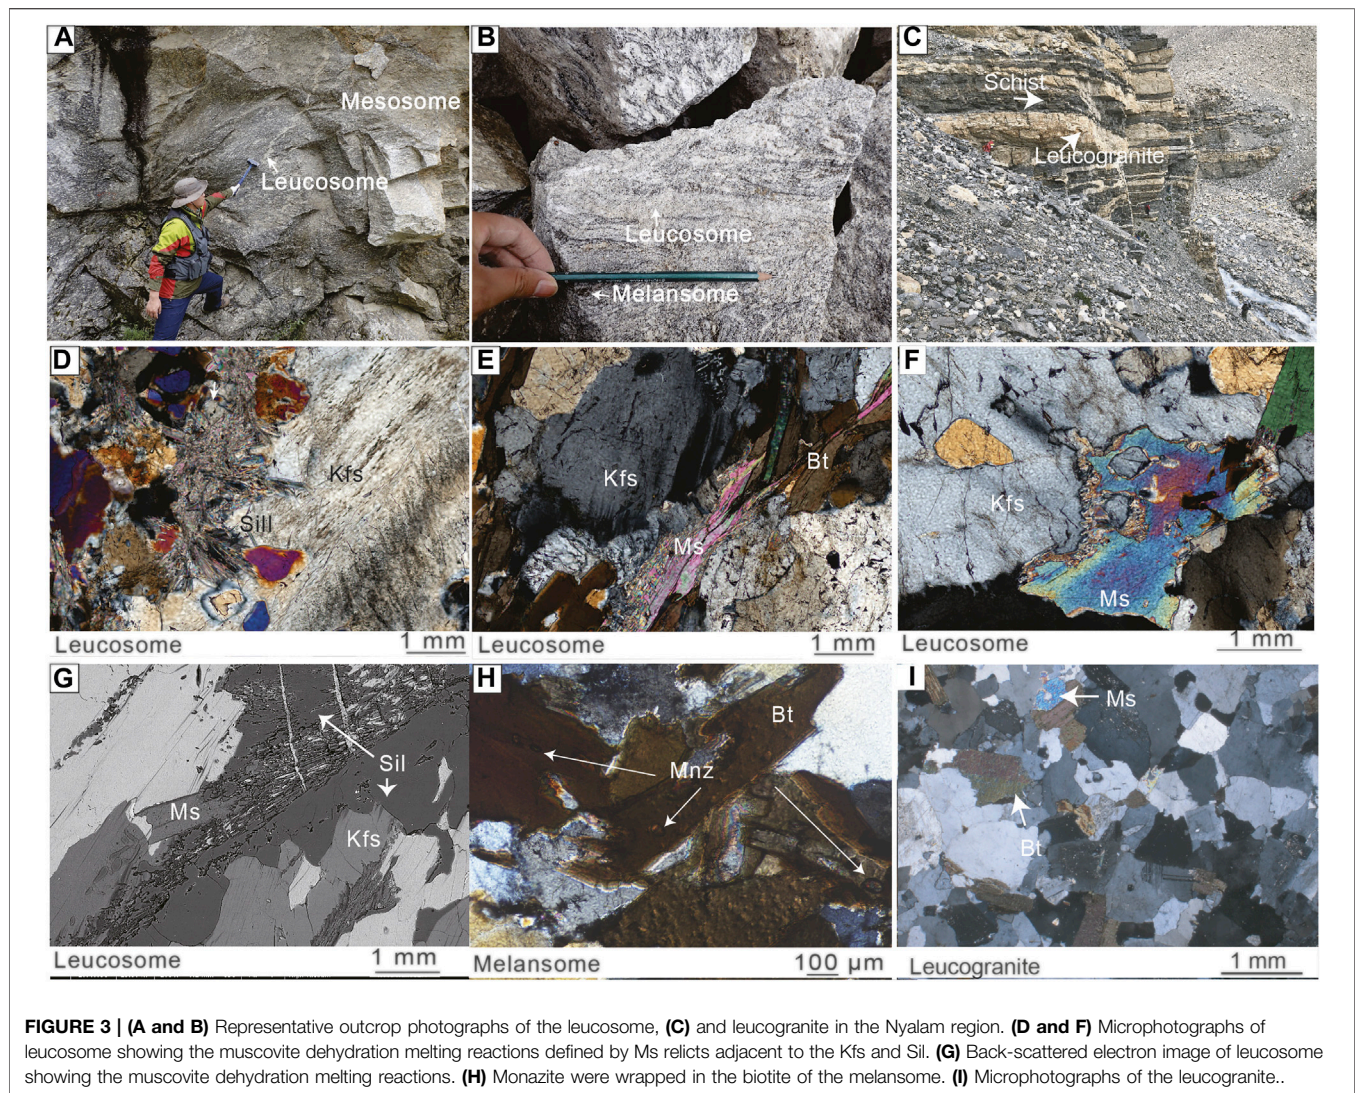 A
Mesosome
Leucosome
B
Leucosome
Melansome
C
Schist
Leucogranite
D
Kfs
Sill
Leucosome
1 mm
E
Kfs
Bt
Ms
Leucosome
1 mm
F
Kfs
Ms
Leucosome
1 mm
G
Sil
Ms
Kfs
Leucosome
1 mm
H
Bt
Mnz
Melansome
100 µm
I
Ms
Bt
Leucogranite
1 mm
FIGURE 3 | (A and B) Representative outcrop photographs of the leucosome, (C) and leucogranite in the Nyalam region. (D and F) Microphotographs of
leucosome showing the muscovite dehydration melting reactions defined by Ms relicts adjacent to the Kfs and Sil. (G) Back-scattered electron image of leucosome
showing the muscovite dehydration melting reactions. (H) Monazite were wrapped in the biotite of the melansome. (I) Microphotographs of the leucogranite..